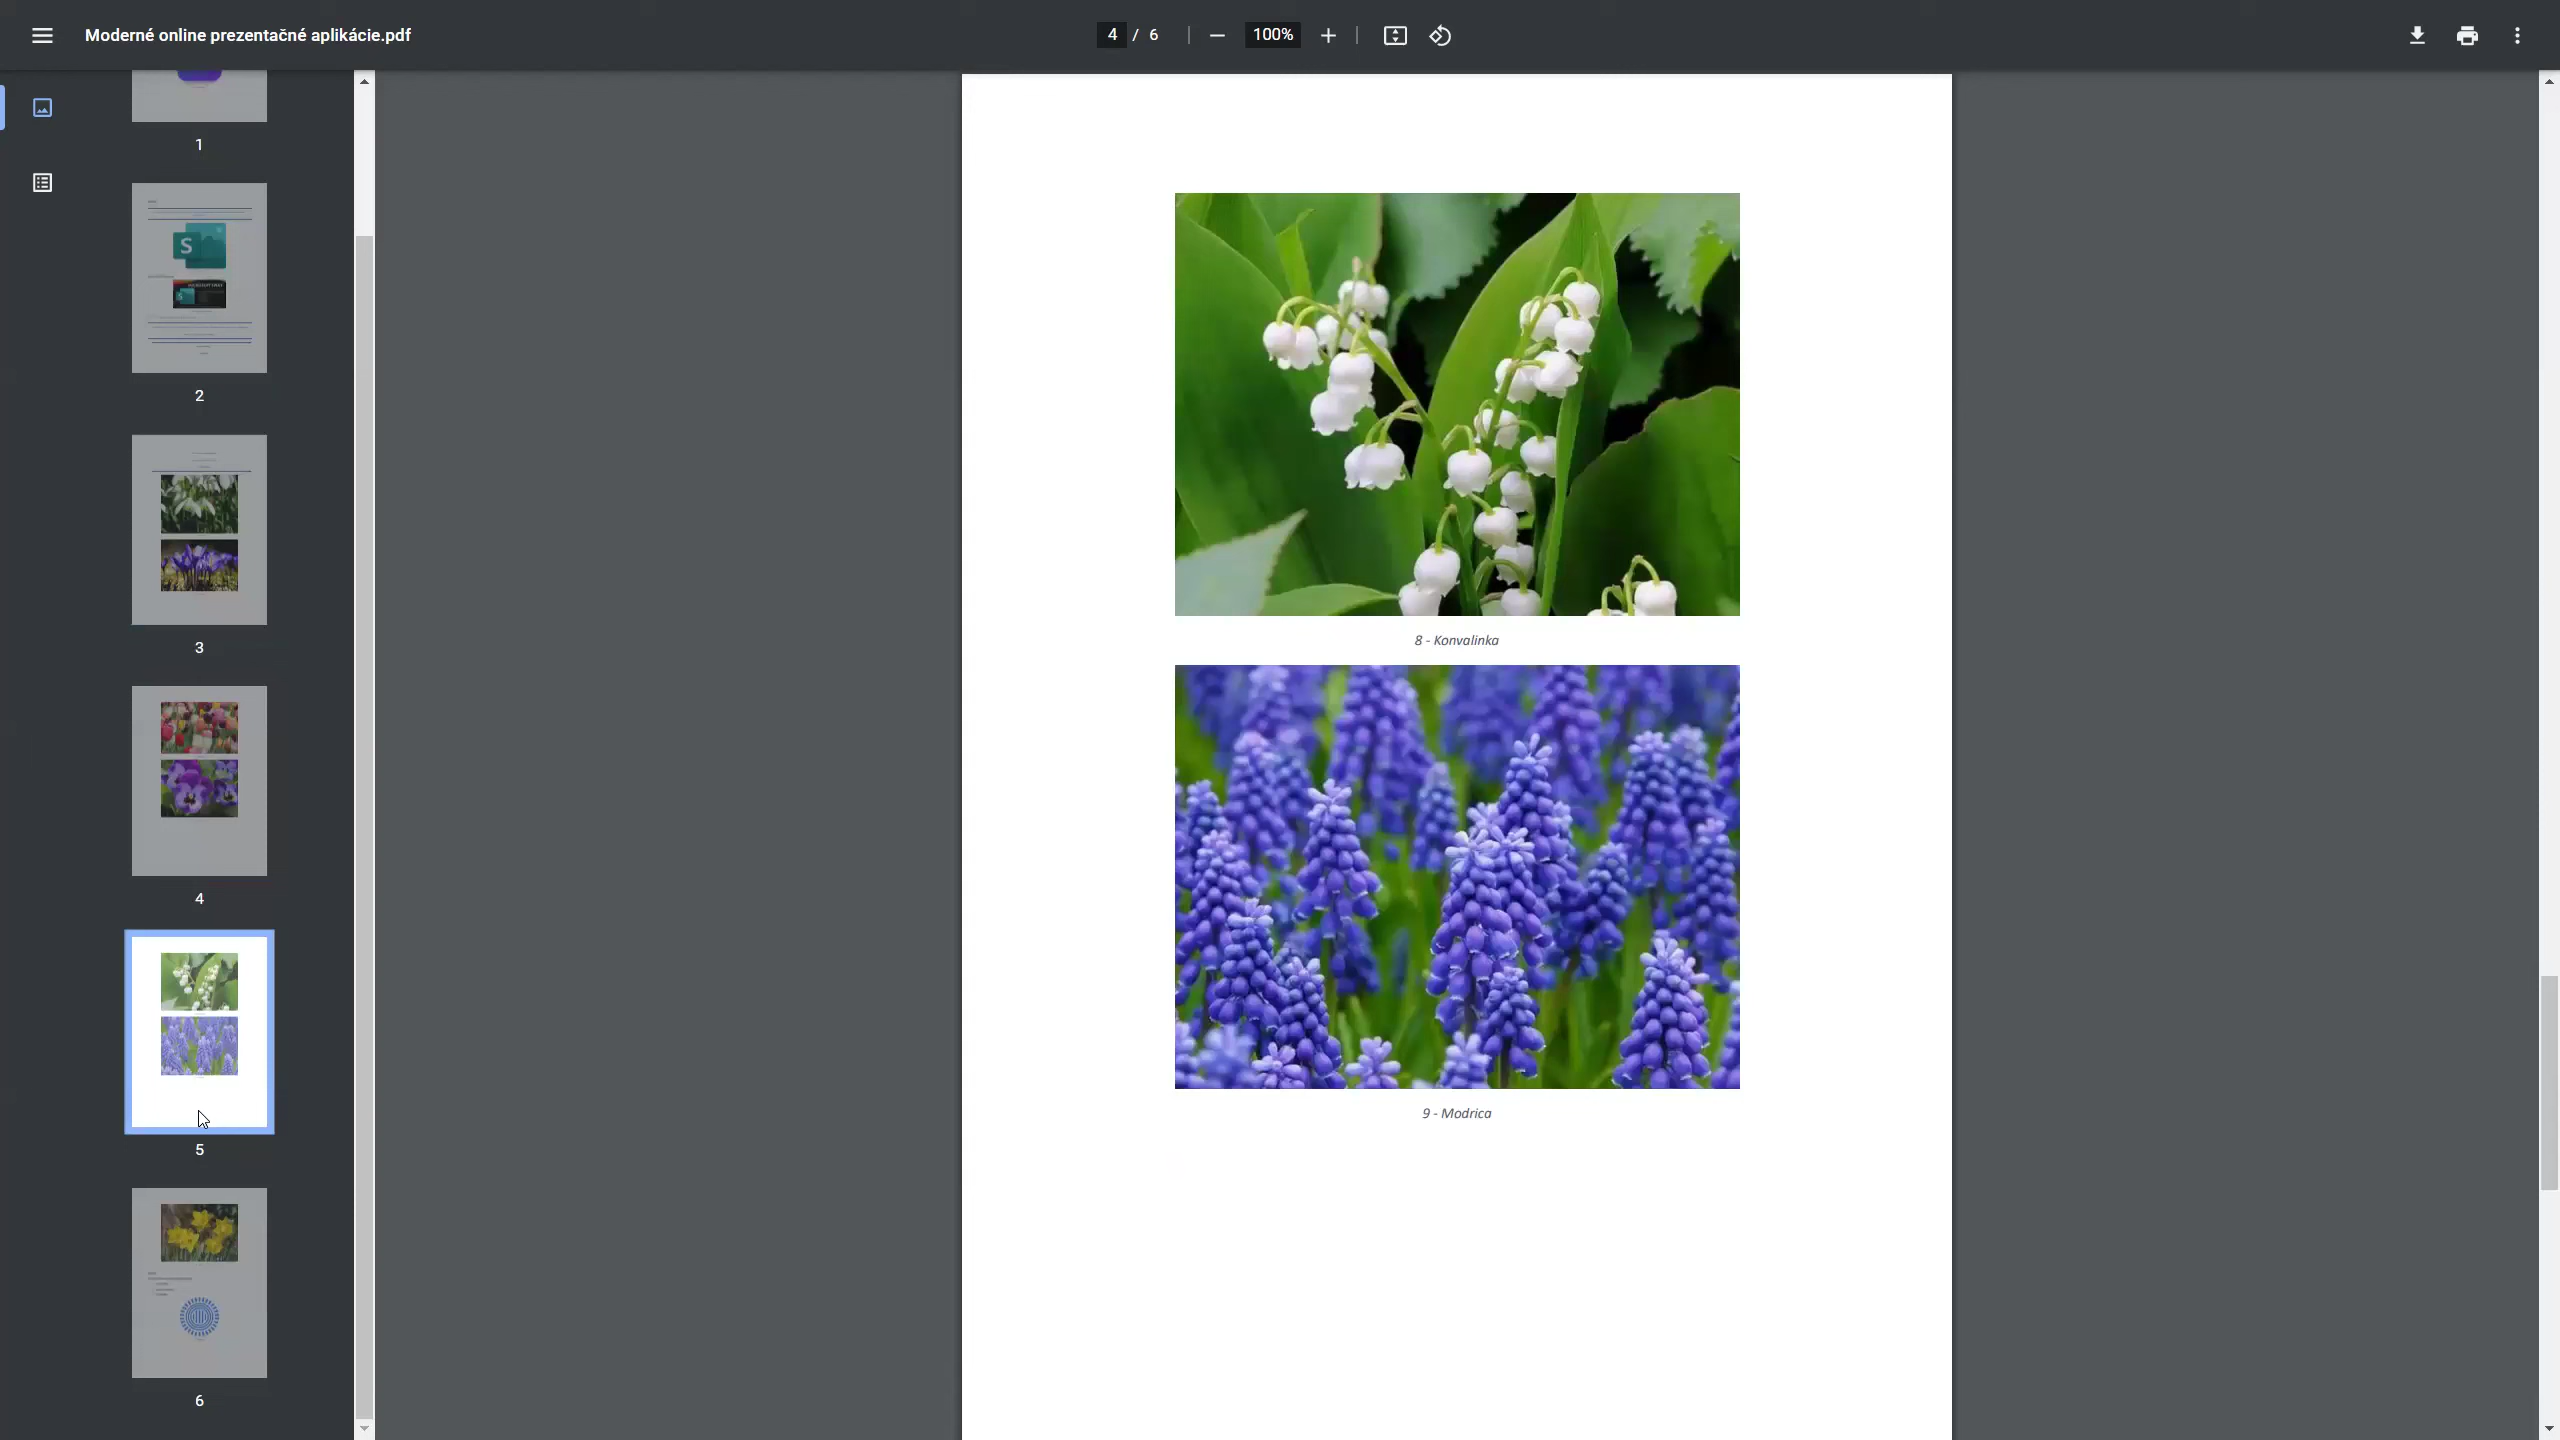 Moderné online prezentačné aplikácie.pdf
4 / 6
100%
1
S
2
3
4
5
6
8 - Konvalinka
9 - Modrica